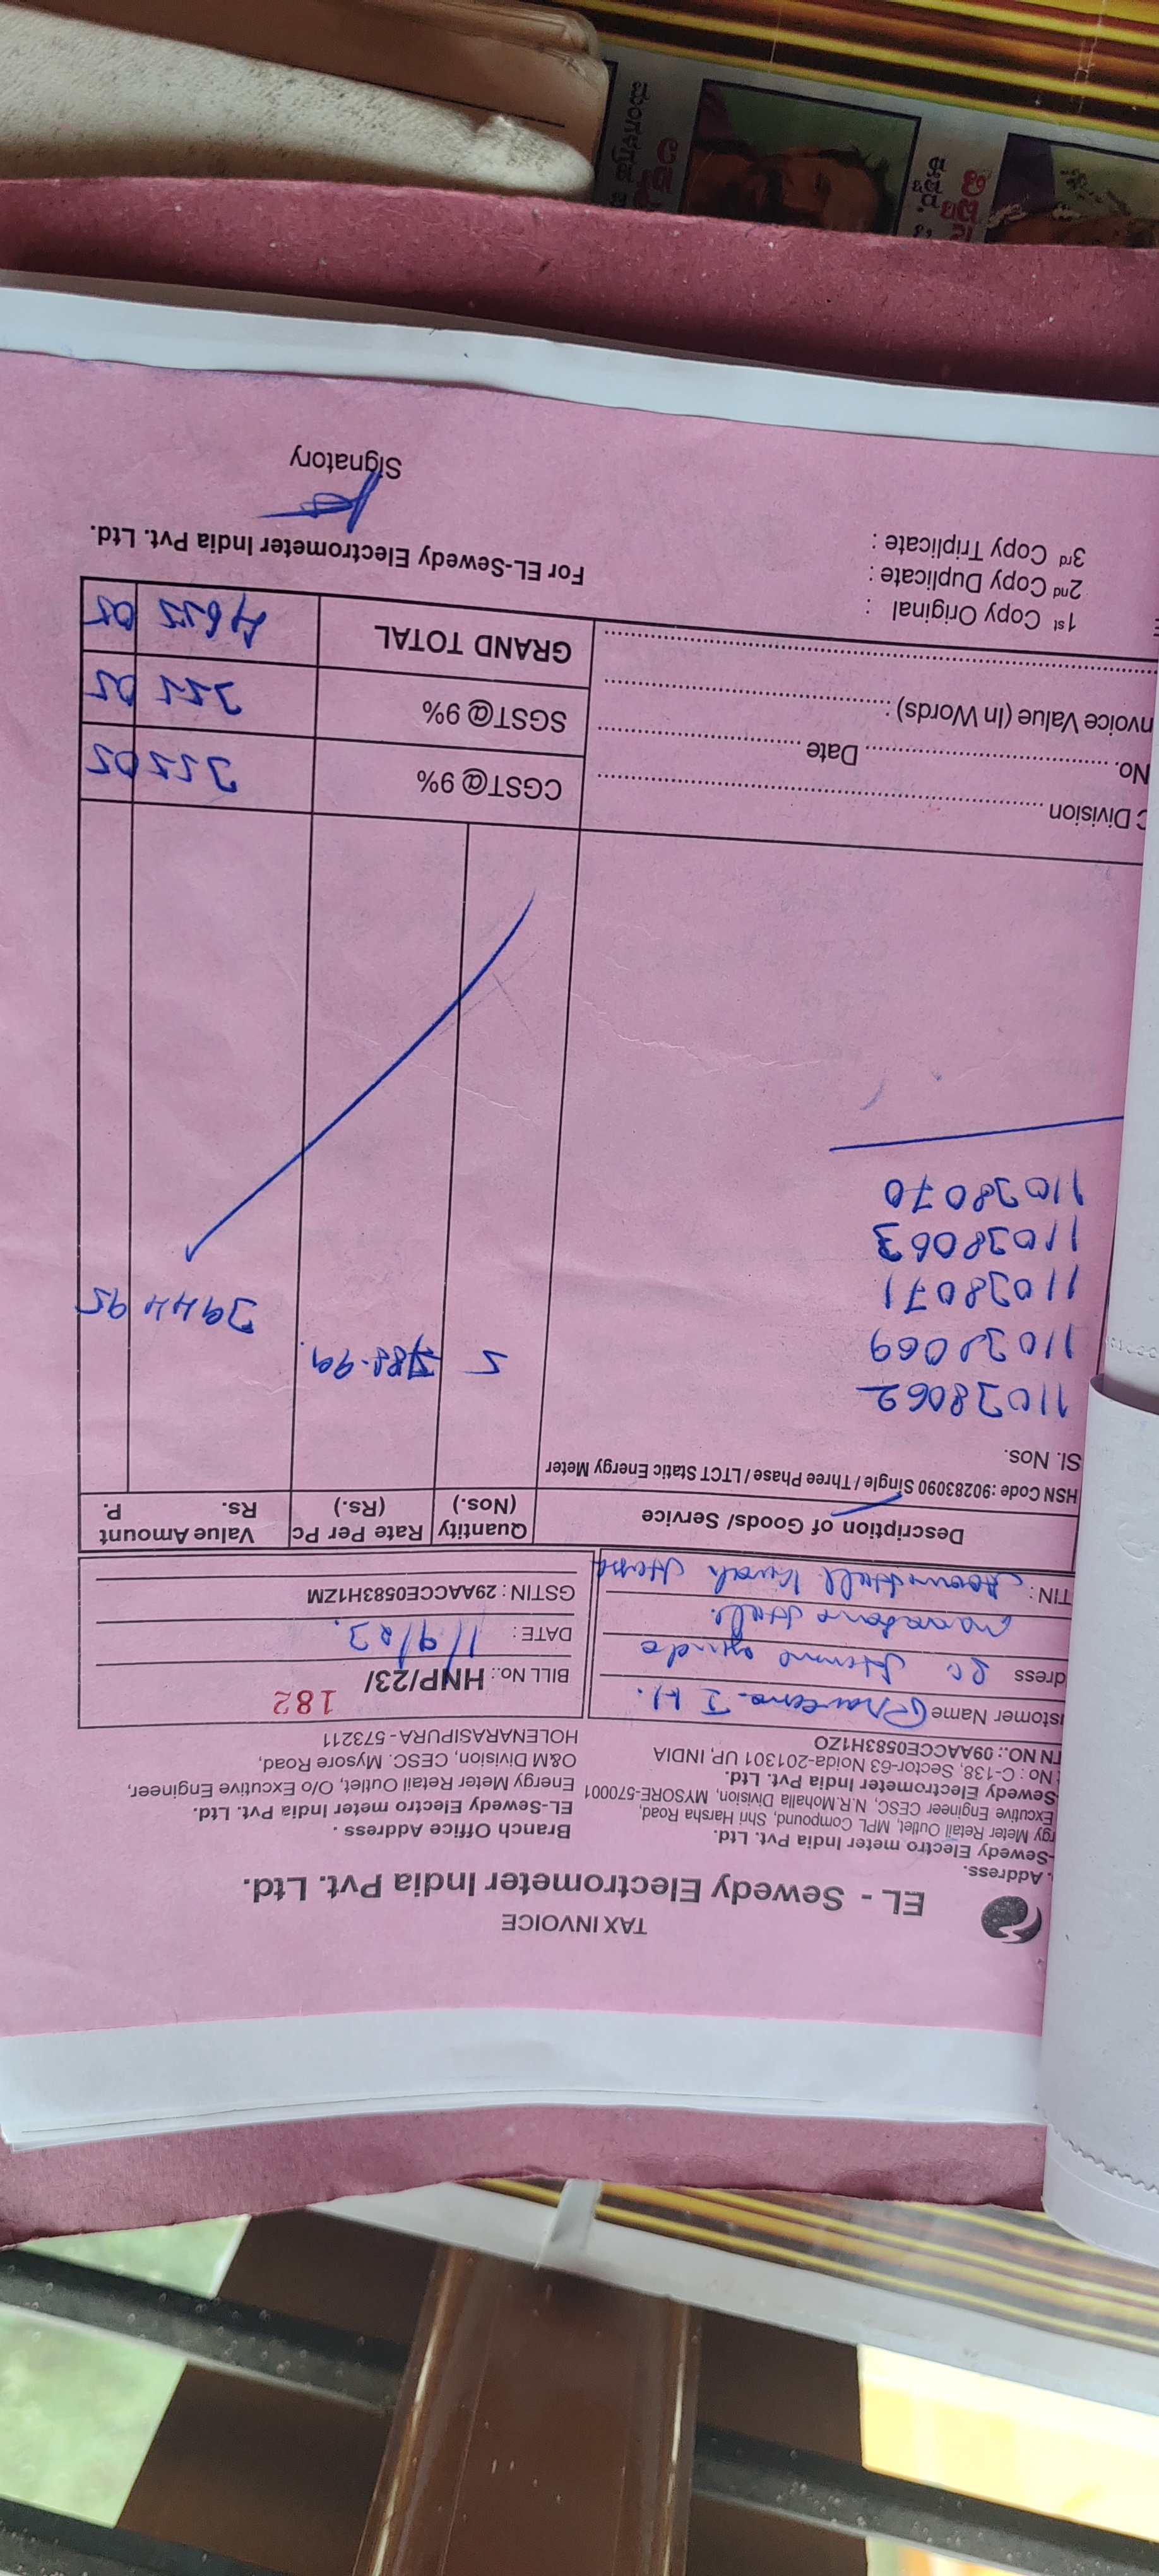 TAX INVOICE
EL - Sewedy Electrometer India Pvt. Ltd.
. Address.
-Sewedy Electro meter India Pvt. Ltd.
rgy Meter Retail Outlet, MPL Compound, Shri Harsha Road,
Excutive Engineer CESC, N.R.Mohalla Division, MYSORE-570001
-Sewedy Electrometer India Pvt. Ltd.
No : C-138, Sector-63 Noida-201301 UP, INDIA
TN NO.: 09AACCE0583H1ZO
Branch Office Address .
EL-Sewedy Electro meter India Pvt. Ltd.
Energy Meter Retail Outlet, O/o Excutive Engineer,
O&M Division, CESC. Mysore Road,
HOLENARASIPURA - 573211
ustomer Name
I H.
dress
TIN :
BILL No.: HNP/23/ 182
DATE : 1/9/23.
GSTIN : 29AACCE0583H1ZM
Description of Goods/ Service
Quantity (Nos.)
Rate Per Pc (Rs.)
Value Amount
Rs. P.
HSN Code :90283090 Single / Three Phase / LTCT Static Energy Meter
Sl. Nos.
11038062
11038069
11038071
11038063
11038070
5 788-99. 3944 95
C Division
No. Date
nvoice Value (In Words) :
CGST@ 9% 355 05
SGST@ 9% 355 05
GRAND TOTAL 4655 05
1st Copy Original :
2nd Copy Duplicate :
3rd Copy Triplicate :
For EL-Sewedy Electrometer India Pvt. Ltd.
Signatory